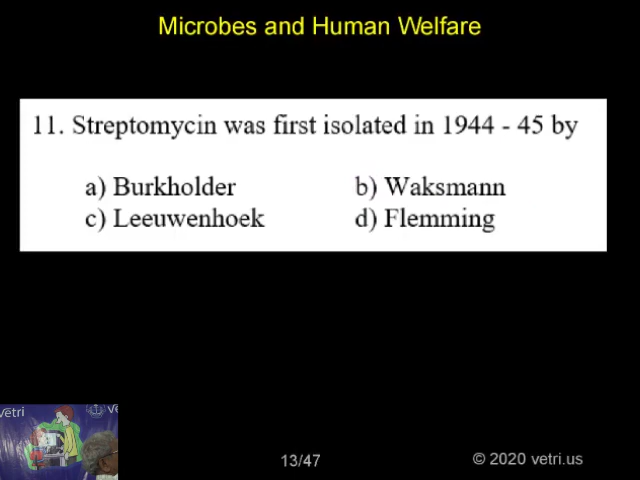 Microbes and Human Welfare
11. Streptomycin was first isolated in 1944 - 45 by
a) Burkholder b) Waksmann
c) Leeuwenhoek d) Flemming
Vetri
13/47
© 2020 vetri.us